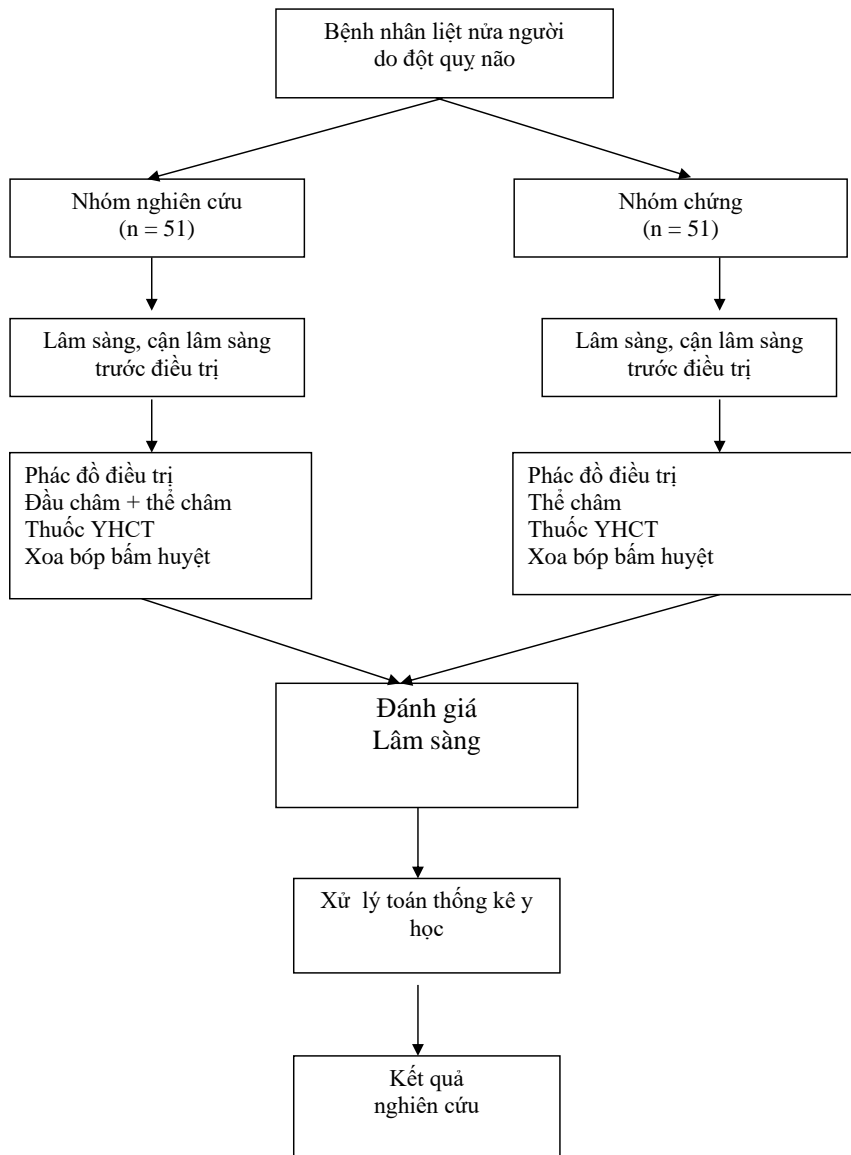 Bệnh nhân liệt nửa người
do đột quỵ não
Nhóm nghiên cứu
(n = 51)
Nhóm chứng
(n = 51)
Lâm sàng, cận lâm sàng
trước điều trị
Lâm sàng, cận lâm sàng
trước điều trị
Phác đồ điều trị
Đầu châm + thể châm
Thuốc YHCT
Xoa bóp bấm huyệt
Phác đồ điều trị
Thể châm
Thuốc YHCT
Xoa bóp bấm huyệt
Đánh giá
Lâm sàng
Xử lý toán thống kê y
học
Kết quả
nghiên cứu